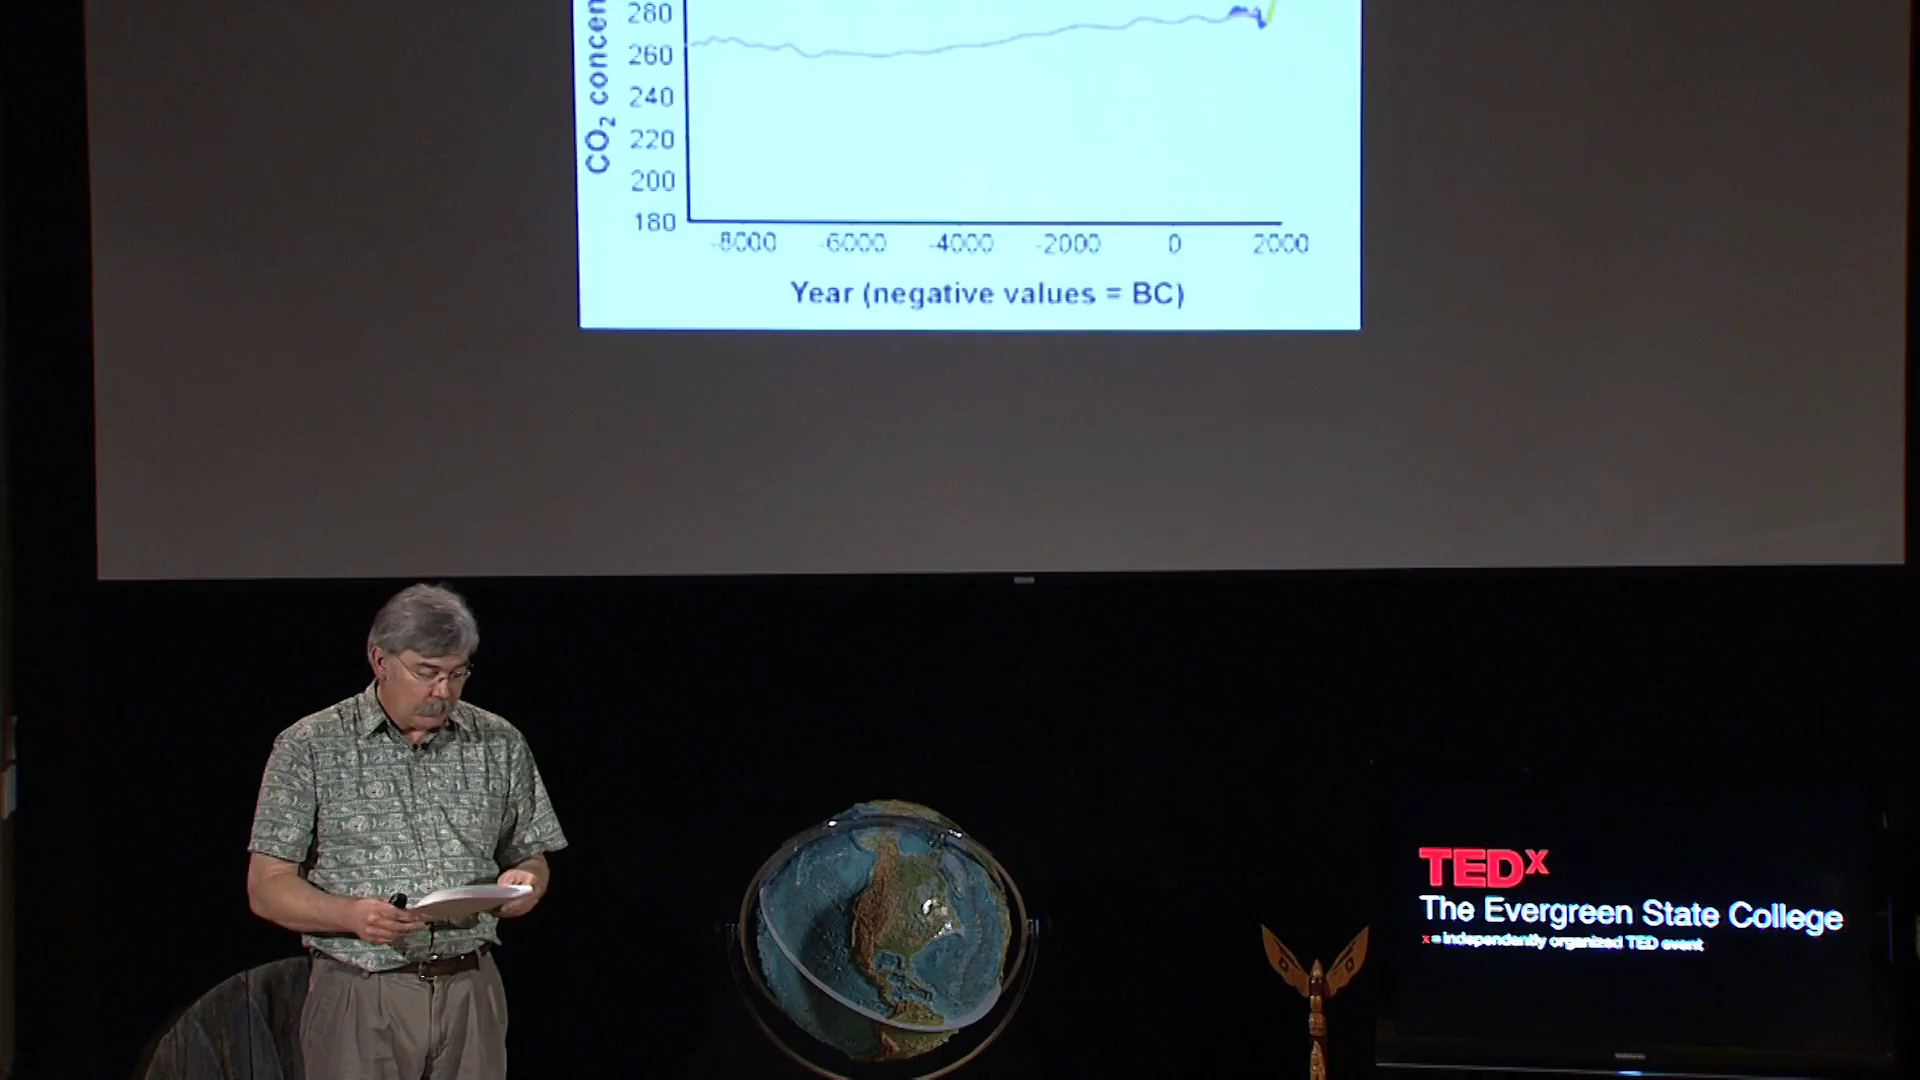 280
260
240
220
200
180
CO₂ concen
-8000 -6000 -4000 -2000 0 2000
Year (negative values = BC)
TEDx
The Evergreen State College
x = independently organized TED event